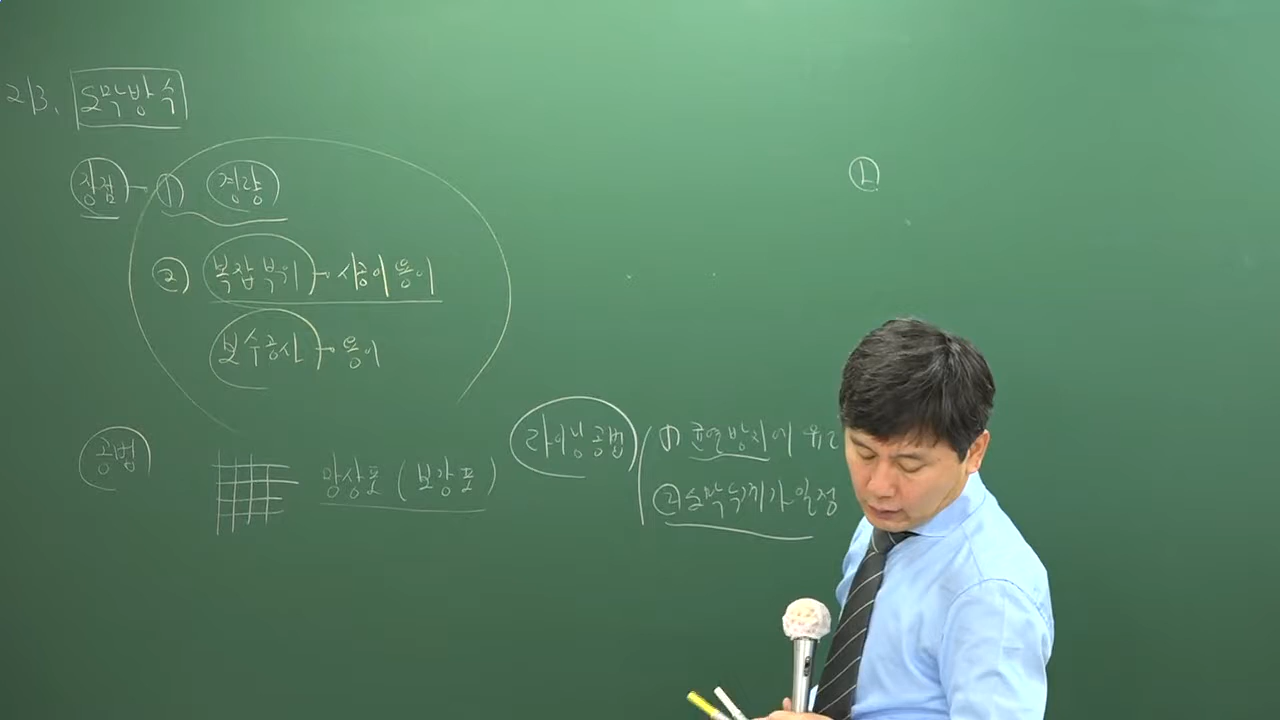 213. 도막방수
장점 → ① 경량
② 복잡부위 → 시공이 용이
보수공사 → 용이
공법
망상포 (보강포)
라이닝공법
① 균열방지에 유리
② 도막두께가 일정
L